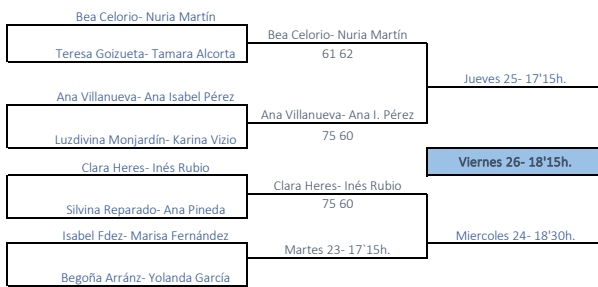 Bea Celorio- Nuria Martín
Teresa Goizueta- Tamara Alcorta
Ana Villanueva- Ana Isabel Pérez
Luzdivina Monjardín- Karina Vizio
Clara Heres- Inés Rubio
Silvina Reparado- Ana Pineda
Isabel Fdez- Marisa Fernández
Begoña Arránz- Yolanda García
Bea Celorio- Nuria Martín
61 62
Ana Villanueva- Ana I. Pérez
75 60
Clara Heres- Inés Rubio
75 60
Martes 23- 17`15h.
Jueves 25- 17'15h.
Viernes 26- 18'15h.
Miercoles 24- 18'30h.